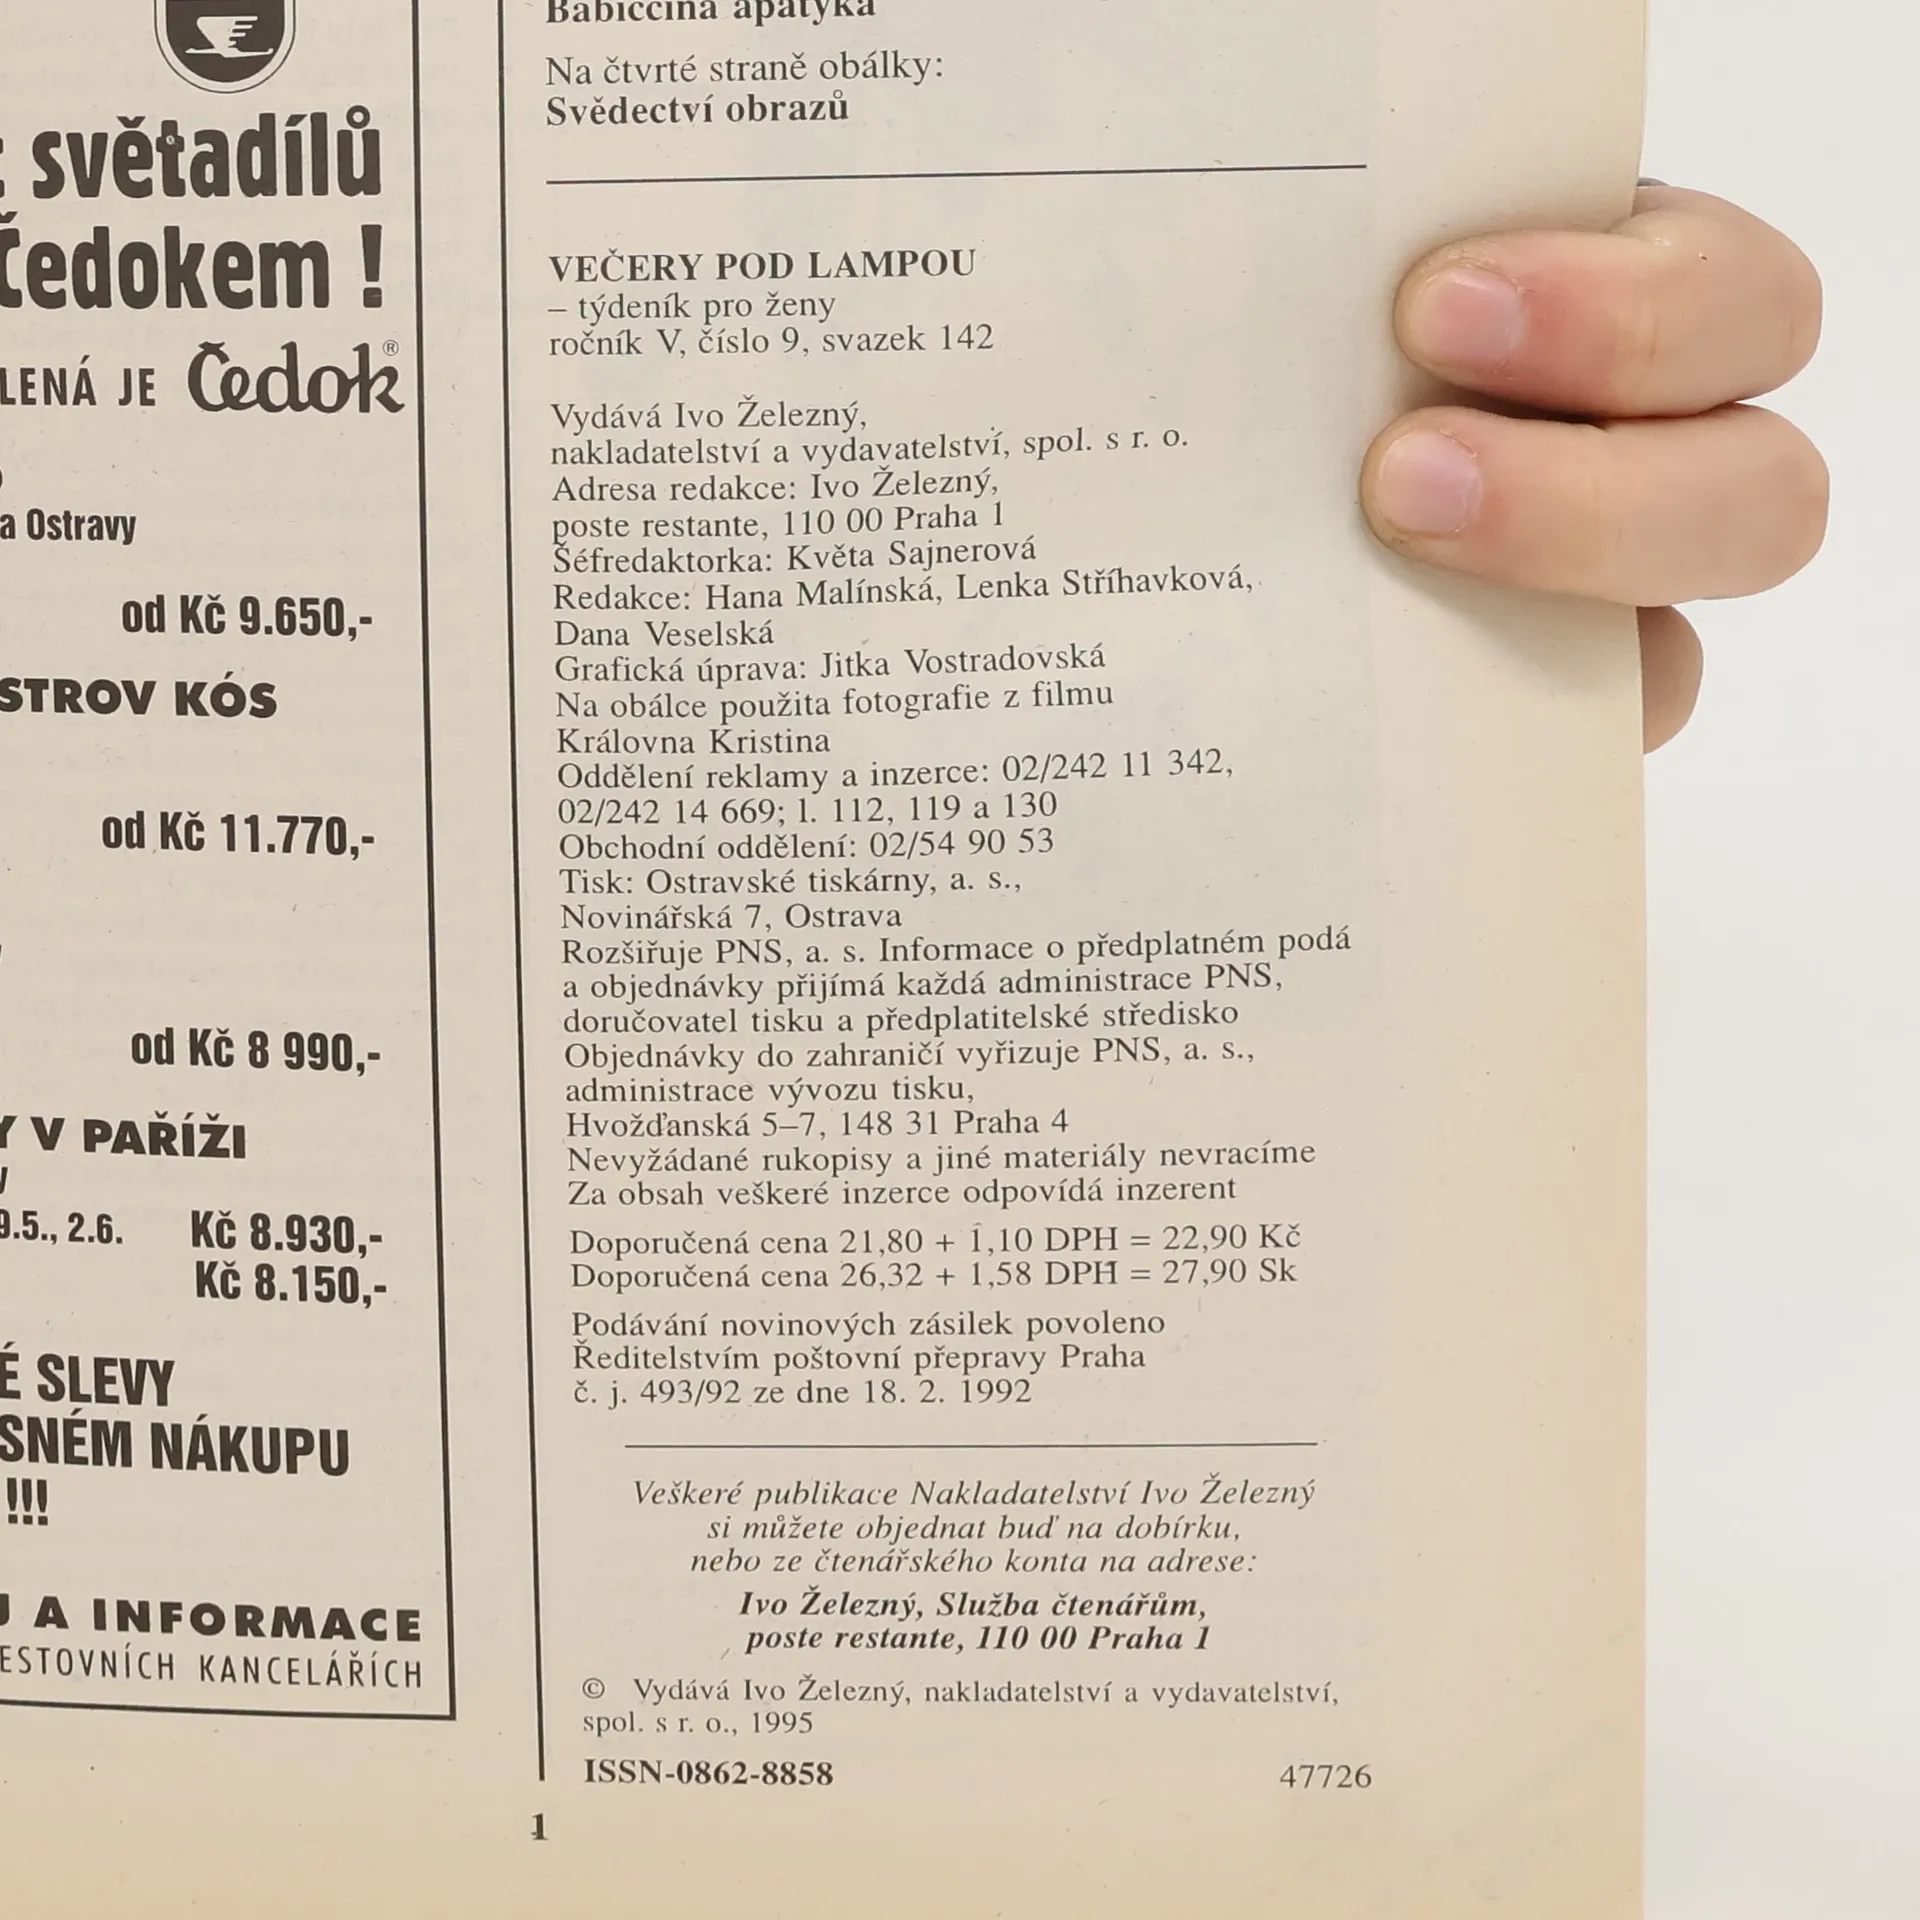 světadílů
Čedokem !
LENÁ JE Čedok®
a Ostravy
od Kč 9.650,-
STROV KÓS
od Kč 11.770,-
od Kč 8 990,-
Y V PAŘÍŽI
9.5., 2.6. Kč 8.930,-
Kč 8.150,-
É SLEVY
SNÉM NÁKUPU
!!!
U A INFORMACE
ESTOVNÍCH KANCELÁŘÍCH
Babiččina apatyka
Na čtvrté straně obálky:
Svědectví obrazů
VEČERY POD LAMPOU
– týdeník pro ženy
ročník V, číslo 9, svazek 142
Vydává Ivo Železný,
nakladatelství a vydavatelství, spol. s r. o.
Adresa redakce: Ivo Železný,
poste restante, 110 00 Praha 1
Šéfredaktorka: Květa Sajnerová
Redakce: Hana Malínská, Lenka Stříhavková,
Dana Veselská
Grafická úprava: Jitka Vostradovská
Na obálce použita fotografie z filmu
Královna Kristina
Oddělení reklamy a inzerce: 02/242 11 342,
02/242 14 669; l. 112, 119 a 130
Obchodní oddělení: 02/54 90 53
Tisk: Ostravské tiskárny, a. s.,
Novinářská 7, Ostrava
Rozšiřuje PNS, a. s. Informace o předplatném podá
a objednávky přijímá každá administrace PNS,
doručovatel tisku a předplatitelské středisko
Objednávky do zahraničí vyřizuje PNS, a. s.,
administrace vývozu tisku,
Hvožďanská 5–7, 148 31 Praha 4
Nevyžádané rukopisy a jiné materiály nevracíme
Za obsah veškeré inzerce odpovídá inzerent
Doporučená cena 21,80 + 1,10 DPH = 22,90 Kč
Doporučená cena 26,32 + 1,58 DPH = 27,90 Sk
Podávání novinových zásilek povoleno
Ředitelstvím poštovní přepravy Praha
č. j. 493/92 ze dne 18. 2. 1992
Veškeré publikace Nakladatelství Ivo Železný
si můžete objednat buď na dobírku,
nebo ze čtenářského konta na adrese:
Ivo Železný, Služba čtenářům,
poste restante, 110 00 Praha 1
© Vydává Ivo Železný, nakladatelství a vydavatelství,
spol. s r. o., 1995
ISSN-0862-8858 47726
1